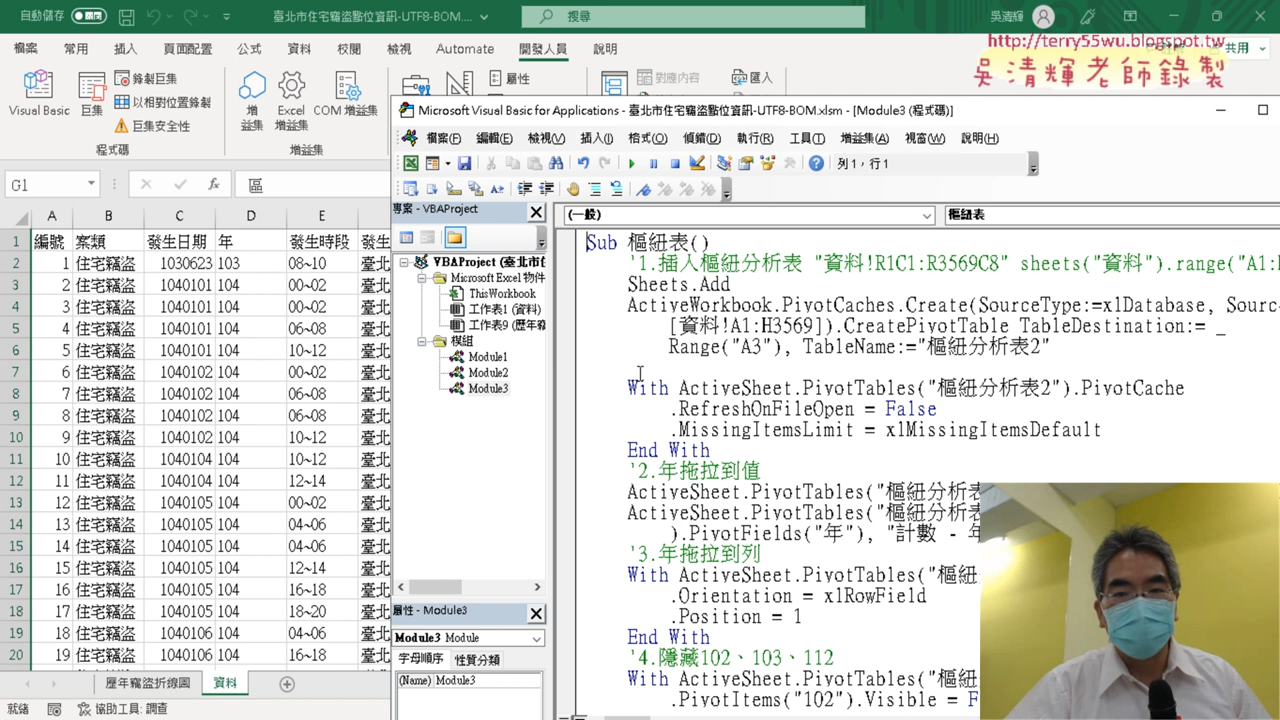 自動儲存
臺北市住宅竊盜點位資訊-UTF8-BOM....
搜尋
吳清輝
http://terry55wu.blogspot.tw
吳清輝老師錄製
共用
檔案 常用 插入 頁面配置 公式 資料 校閱 檢視 Automate 開發人員 說明
Visual Basic
巨集
錄製巨集
以相對位置錄製
巨集安全性
程式碼
增益集
Excel 增益集
COM 增益集
增益集
屬性
對應內容
匯入
G1
fx
區
A B C D E
1 編號 案類 發生日期 年 發生時段 發生
2 1 住宅竊盜 1030623 103 08~10 臺北
3 2 住宅竊盜 1040101 104 00~02 臺北
4 3 住宅竊盜 1040101 104 00~02 臺北
5 4 住宅竊盜 1040101 104 06~08 臺北
6 5 住宅竊盜 1040101 104 10~12 臺北
7 6 住宅竊盜 1040102 104 00~02 臺北
8 7 住宅竊盜 1040102 104 06~08 臺北
9 8 住宅竊盜 1040102 104 06~08 臺北
10 9 住宅竊盜 1040102 104 10~12 臺北
11 10 住宅竊盜 1040104 104 10~12 臺北
12 11 住宅竊盜 1040104 104 12~14 臺北
13 12 住宅竊盜 1040105 104 00~02 臺北
14 13 住宅竊盜 1040105 104 04~06 臺北
15 14 住宅竊盜 1040105 104 04~06 臺北
16 15 住宅竊盜 1040105 104 12~14 臺北
17 16 住宅竊盜 1040105 104 16~18 臺北
18 17 住宅竊盜 1040105 104 18~20 臺北
19 18 住宅竊盜 1040106 104 04~06 臺北
20 19 住宅竊盜 1040106 104 16~18 臺北
歷年竊盜折線圖 資料
就緒 協助工具: 調查
Microsoft Visual Basic for Applications - 臺北市住宅竊盜點位資訊-UTF8-BOM.xlsm - [Module3 (程式碼)]
檔案(F) 編輯(E) 檢視(V) 插入(I) 格式(O) 偵錯(D) 執行(R) 工具(T) 增益集(A) 視窗(W) 說明(H)
列 1，行 1
專案 - VBAProject
VBAProject (臺北市住
Microsoft Excel 物件
ThisWorkbook
工作表1 (資料)
工作表9 (歷年竊
模組
Module1
Module2
Module3
屬性 - Module3
Module3 Module
字母順序 性質分類
(Name) Module3
(一般)
樞紐表
Sub 樞紐表()
'1.插入樞紐分析表 "資料!R1C1:R3569C8" sheets("資料").range("A1:H
Sheets.Add
ActiveWorkbook.PivotCaches.Create(SourceType:=xlDatabase, Source
[資料!A1:H3569]).CreatePivotTable TableDestination:= _
Range("A3"), TableName:="樞紐分析表2"
With ActiveSheet.PivotTables("樞紐分析表2").PivotCache
.RefreshOnFileOpen = False
.MissingItemsLimit = xlMissingItemsDefault
End With
'2.年拖拉到值
ActiveSheet.PivotTables("樞紐分析表
ActiveSheet.PivotTables("樞紐分析表
).PivotFields("年"), "計數 - 年
'3.年拖拉到列
With ActiveSheet.PivotTables("樞紐
.Orientation = xlRowField
.Position = 1
End With
'4.隱藏102、103、112
With ActiveSheet.PivotTables("樞紐
.PivotItems("102").Visible = F